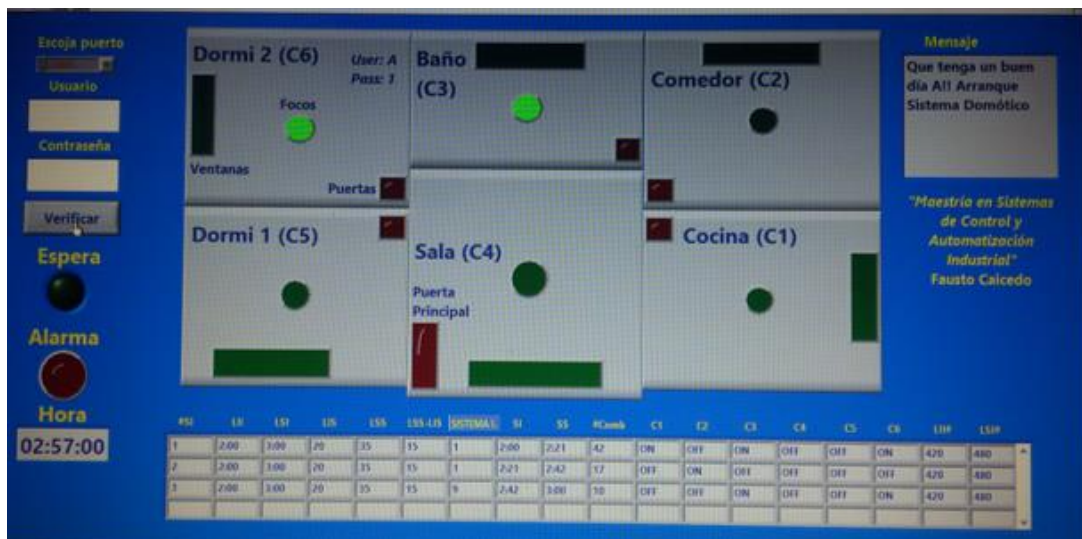 Escoja puerto
Usuario
Contraseña
Verificar
Espera
Alarma
Hora
02:57:00
Dormi 2 (C6)
User: A
Pass: 1
Focos
Ventanas
Puertas
Baño
(C3)
Comedor (C2)
Dormi 1 (C5)
Sala (C4)
Puerta
Principal
Cocina (C1)
Mensaje
Que tenga un buen
día A!! Arranque
Sistema Domótico
"Maestría en Sistemas
de Control y
Automatización
Industrial"
Fausto Caicedo
#SI LII LSI LIS LSS LSS-LIS SI SS #Comb C1 C2 C3 C4 C5 C6
1 2:00 3:00 20 35 15 1 2:00 2:21 42 ON OFF ON OFF OFF ON 420 480
2 2:00 3:00 20 35 15 1 2:21 2:42 17 OFF ON OFF OFF OFF ON 420 480
3 2:00 3:00 20 35 15 9 2:42 3:00 10 OFF OFF ON OFF OFF ON 420 480